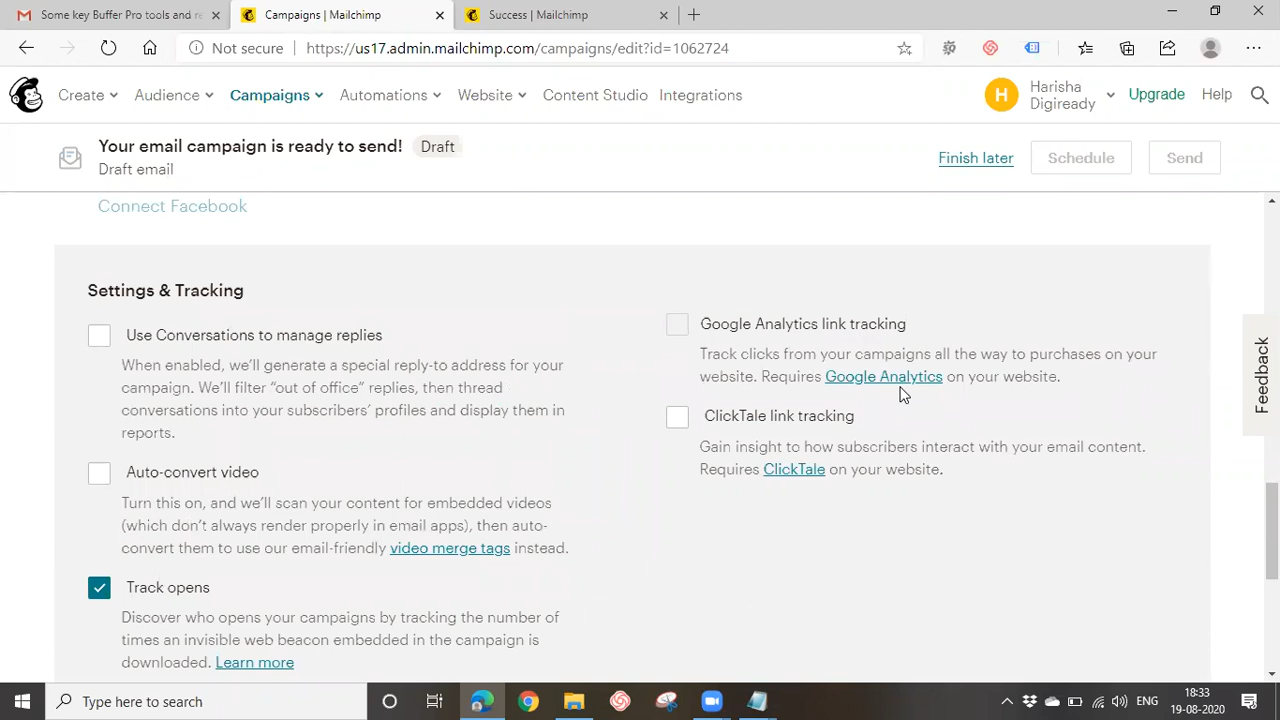 Some key Buffer Pro tools and re
Campaigns | Mailchimp
Success | Mailchimp
Not secure
https://us17.admin.mailchimp.com/campaigns/edit?id=1062724
Create
Audience
Campaigns
Automations
Website
Content Studio
Integrations
H
Harisha
Digiready
Upgrade
Help
Your email campaign is ready to send!
Draft
Draft email
Finish later
Schedule
Send
Connect Facebook
Settings & Tracking
Use Conversations to manage replies
When enabled, we'll generate a special reply-to address for your
campaign. We'll filter "out of office" replies, then thread
conversations into your subscribers' profiles and display them in
reports.
Auto-convert video
Turn this on, and we'll scan your content for embedded videos
(which don't always render properly in email apps), then auto-
convert them to use our email-friendly video merge tags instead.
Track opens
Discover who opens your campaigns by tracking the number of
times an invisible web beacon embedded in the campaign is
downloaded. Learn more
Google Analytics link tracking
Track clicks from your campaigns all the way to purchases on your
website. Requires Google Analytics on your website.
ClickTale link tracking
Gain insight to how subscribers interact with your email content.
Requires ClickTale on your website.
Feedback
Type here to search
ENG
18:33
19-08-2020